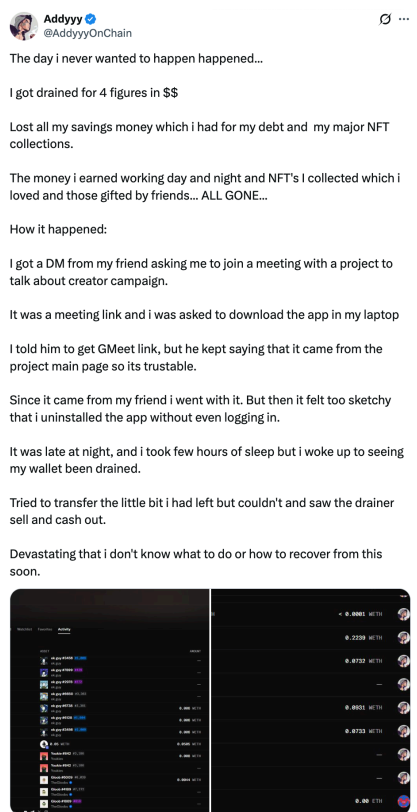 Addyyy
@AddyyyOnChain
The day i never wanted to happen happened...
I got drained for 4 figures in $$
Lost all my savings money which i had for my debt and my major NFT
collections.
The money i earned working day and night and NFT's I collected which i
loved and those gifted by friends... ALL GONE...
How it happened:
I got a DM from my friend asking me to join a meeting with a project to
talk about creator campaign.
It was a meeting link and i was asked to download the app in my laptop
I told him to get GMeet link, but he kept saying that it came from the
project main page so its trustable.
Since it came from my friend i went with it. But then it felt too sketchy
that i uninstalled the app without even logging in.
It was late at night, and i took few hours of sleep but i woke up to seeing
my wallet been drained.
Tried to transfer the little bit i had left but couldn't and saw the drainer
sell and cash out.
Devastating that i don't know what to do or how to recover from this
soon.
Watchlist Favorites Activity
< 0.0001 WETH
0.2239 WETH
0.0732 WETH
—
0.0931 WETH
0.0733 WETH
—
—
0.00 ETH